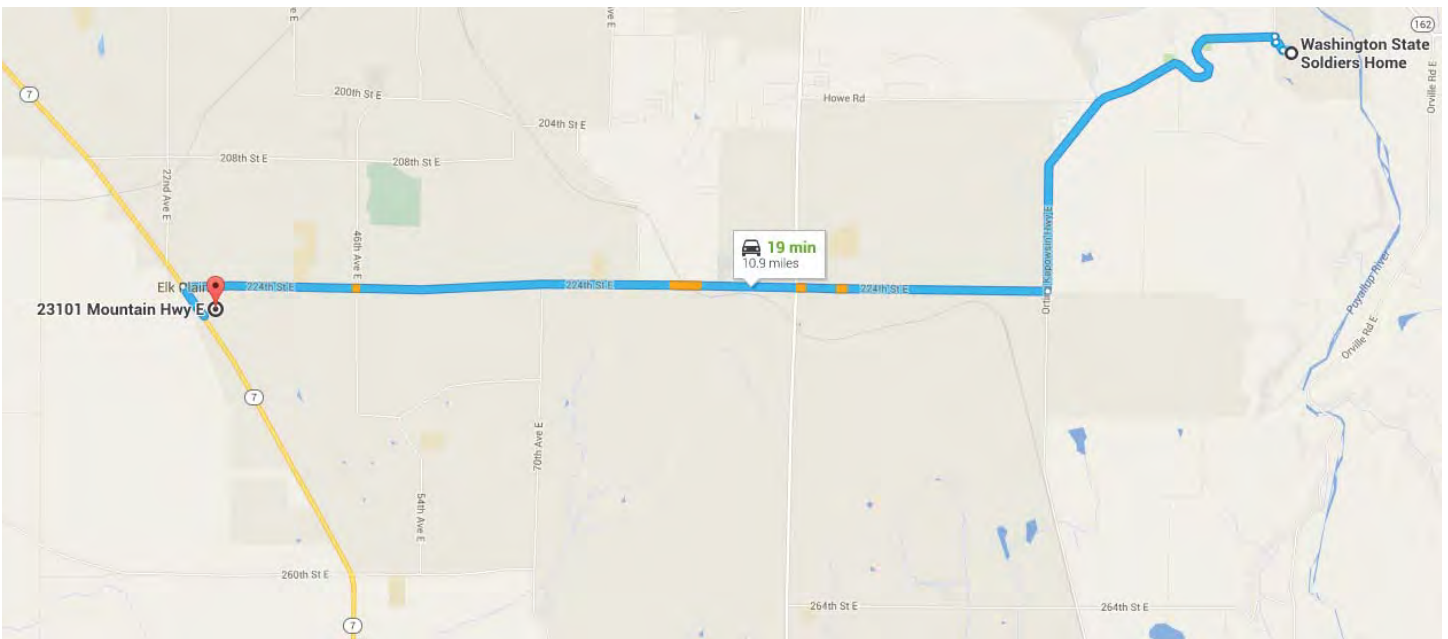 162
Washington State
Soldiers Home
Orville Rd E
7
200th St E
Howe Rd
204th St E
208th St E
208th St E
22nd Ave E
46th Ave E
19 min
10.9 miles
Elk Plain
224th St E
224th St E
224th St E
Kapowsin Hwy E
Puyallup River
23101 Mountain Hwy E
Orville Rd E
7
70th Ave E
54th Ave E
260th St E
264th St E
264th St E
7